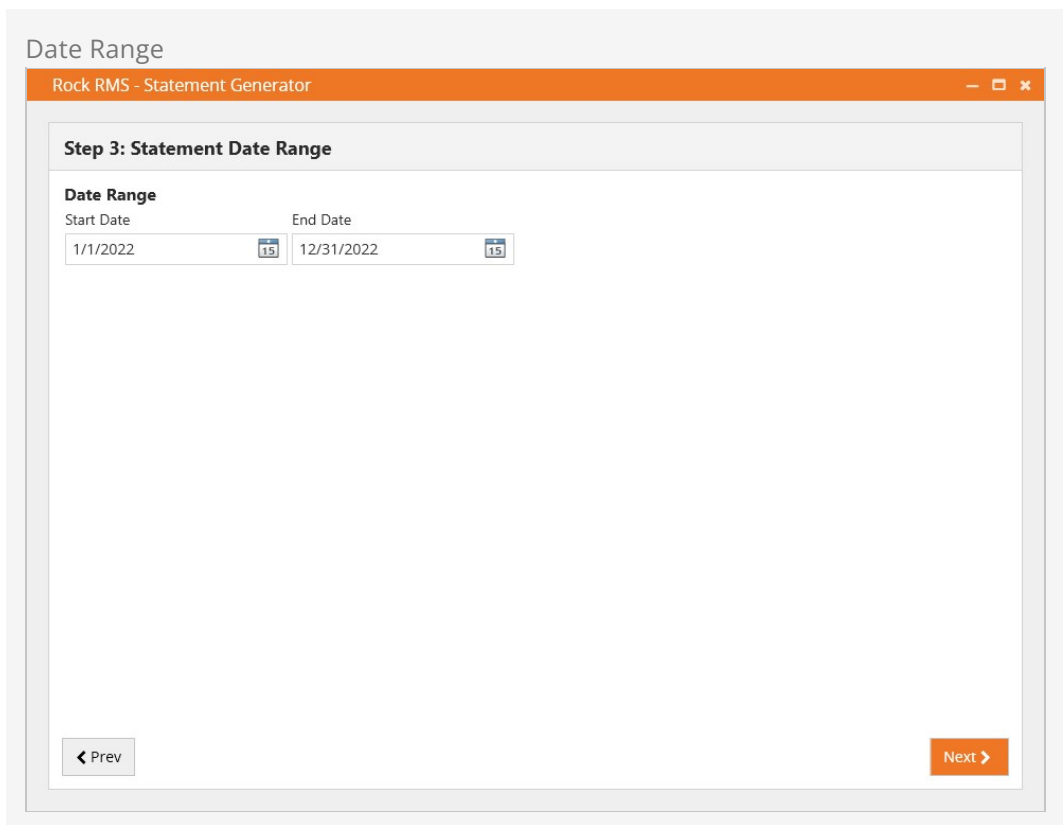 Date Range
Rock RMS - Statement Generator
Step 3: Statement Date Range
Date Range
Start Date End Date
1/1/2022 15 12/31/2022 15
Prev Next